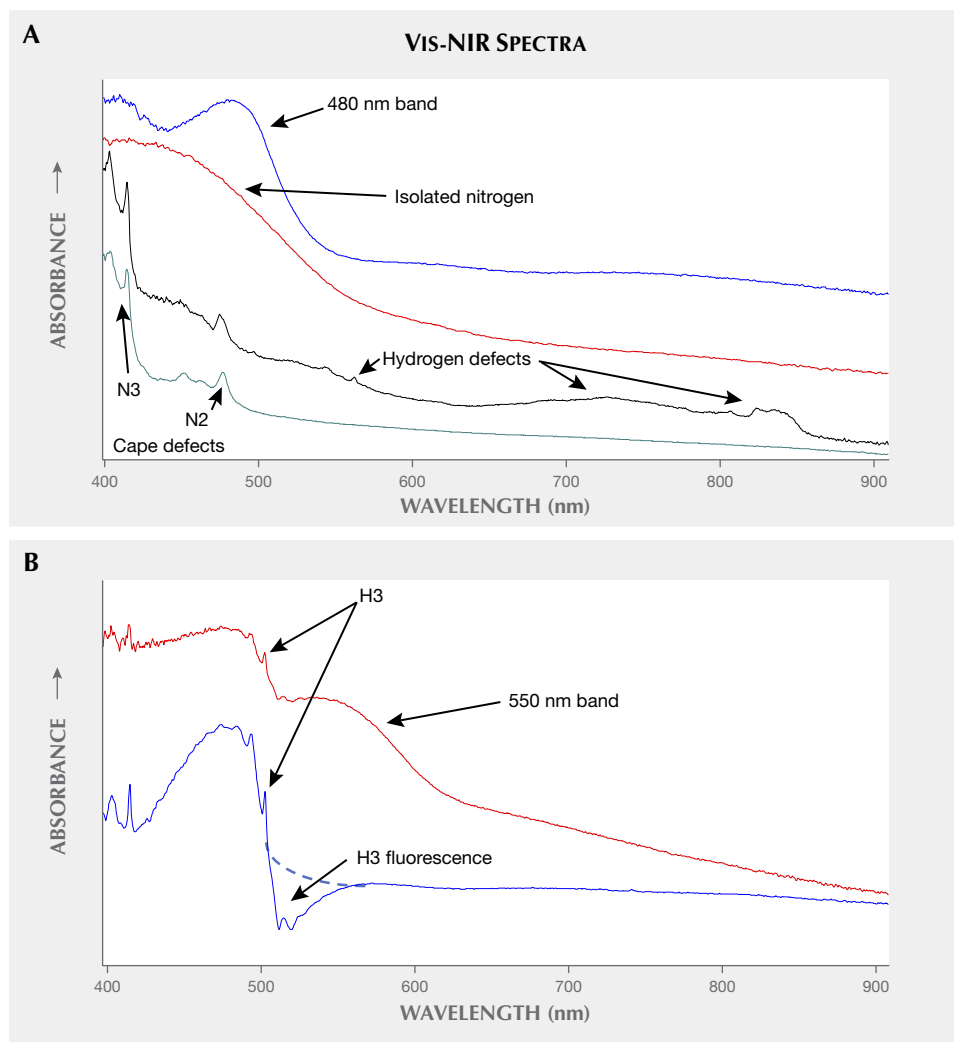 A
VIS-NIR SPECTRA
480 nm band
Isolated nitrogen
Hydrogen defects
N3
N2
Cape defects
ABSORBANCE
400 500 600 700 800 900
WAVELENGTH (nm)
B
H3
550 nm band
H3 fluorescence
ABSORBANCE
400 500 600 700 800 900
WAVELENGTH (nm)